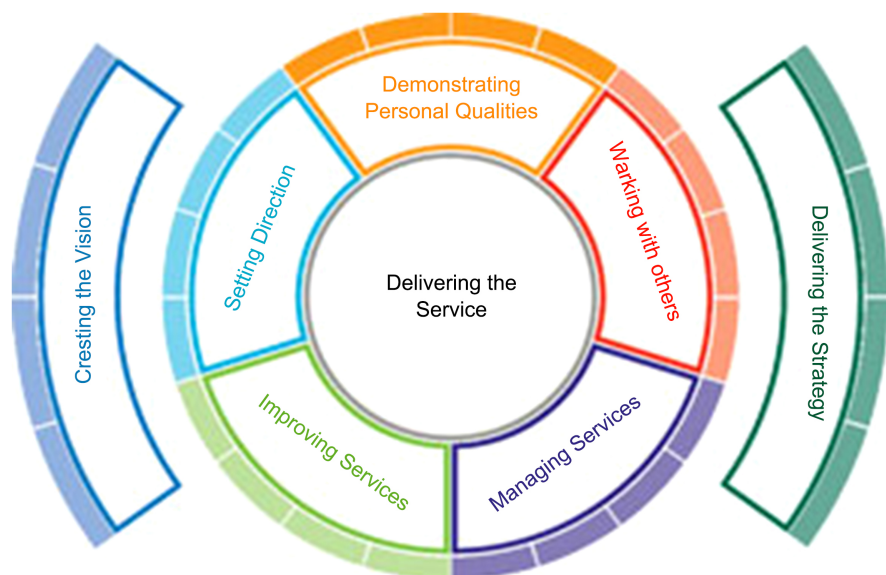 Demonstrating
Personal Qualities
Cresting the Vision
Setting Direction
Delivering the
Service
Warking with others
Delivering the Strategy
Improving Services
Managing Services